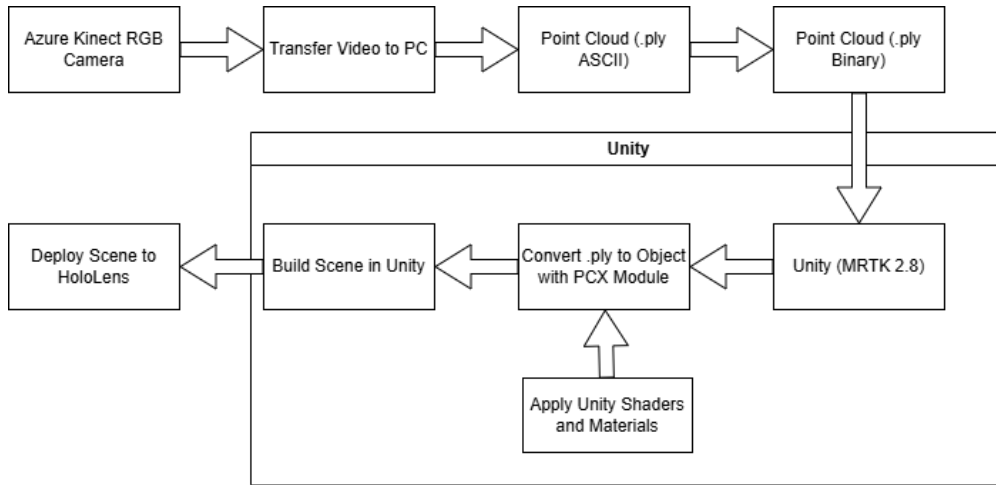 Azure Kinect RGB
Camera
Transfer Video to PC
Point Cloud (.ply
ASCII)
Point Cloud (.ply
Binary)
Unity
Deploy Scene to
HoloLens
Build Scene in Unity
Convert .ply to Object
with PCX Module
Unity (MRTK 2.8)
Apply Unity Shaders
and Materials